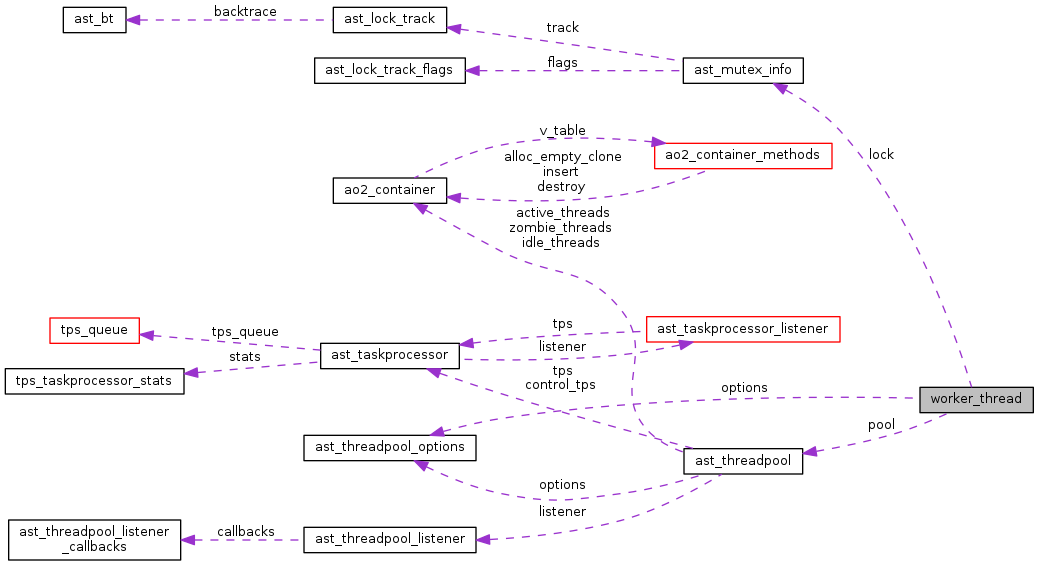 ast_bt
backtrace
ast_lock_track
track
ast_lock_track_flags
flags
ast_mutex_info
lock
v_table
ao2_container_methods
alloc_empty_clone
insert
destroy
ao2_container
active_threads
zombie_threads
idle_threads
tps_queue
tps_queue
tps
ast_taskprocessor_listener
listener
ast_taskprocessor
stats
tps_taskprocessor_stats
tps
control_tps
options
worker_thread
pool
ast_threadpool_options
ast_threadpool
options
listener
ast_threadpool_listener
_callbacks
callbacks
ast_threadpool_listener